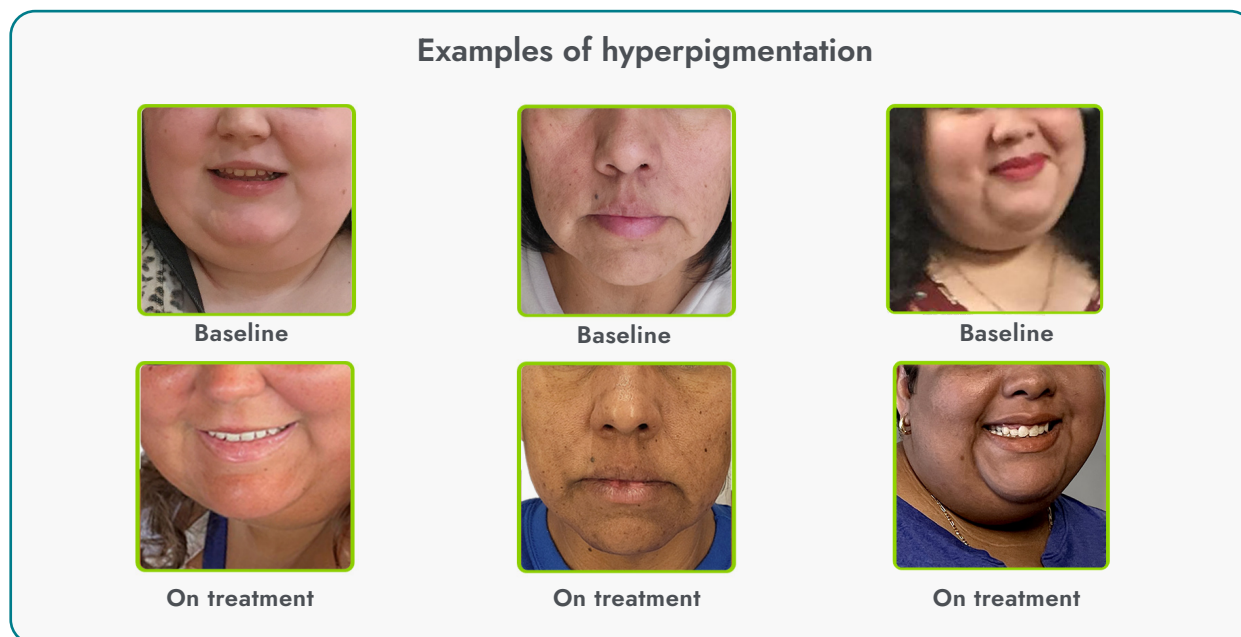 Examples of hyperpigmentation
Baseline
Baseline
Baseline
On treatment
On treatment
On treatment